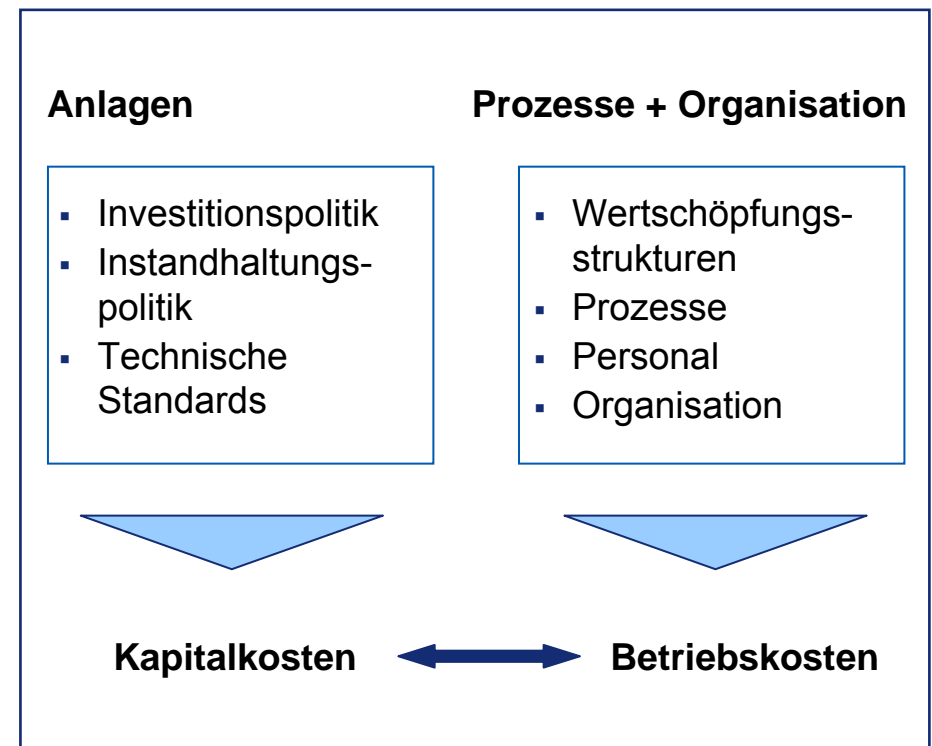 Anlagen
Prozesse + Organisation
▪ Investitionspolitik
▪ Instandhaltungs-
politik
▪ Technische
Standards
▪ Wertschöpfungs-
strukturen
▪ Prozesse
▪ Personal
▪ Organisation
Kapitalkosten
Betriebskosten